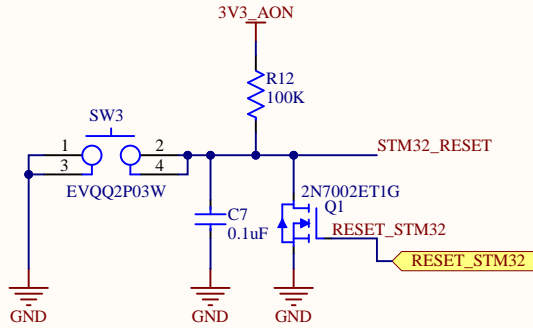 3V3_AON
R12
100K
SW3
1
2
3
4
EVQQ2P03W
STM32_RESET
C7
0.1uF
2N7002ET1G
Q1
RESET_STM32
RESET_STM32
GND
GND
GND